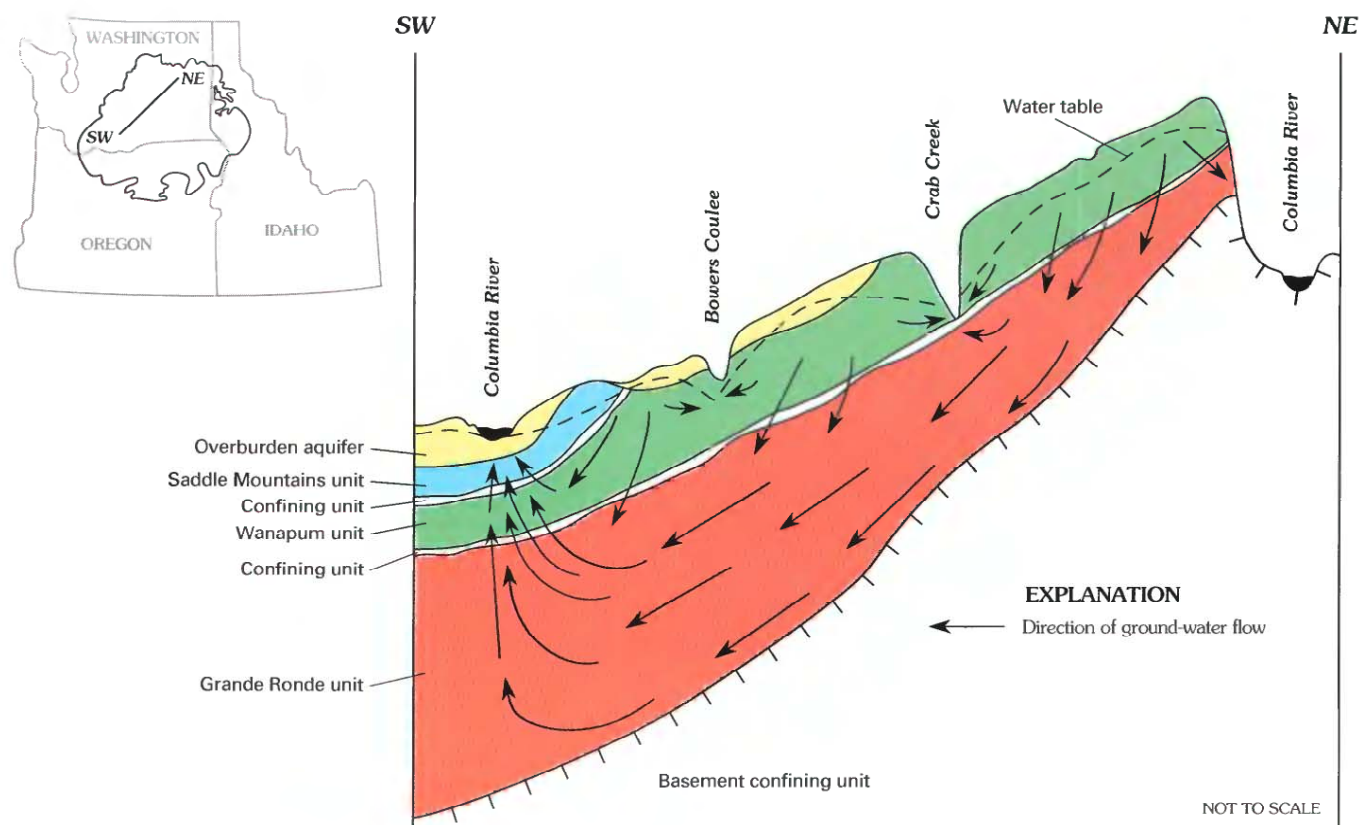 SW
NE
WASHINGTON
NE
SW
OREGON
IDAHO
Water table
Columbia River
Crab Creek
Bowers Coulee
Columbia River
Overburden aquifer
Saddle Mountains unit
Confining unit
Wanapum unit
Confining unit
Grande Ronde unit
EXPLANATION
Direction of ground-water flow
Basement confining unit
NOT TO SCALE